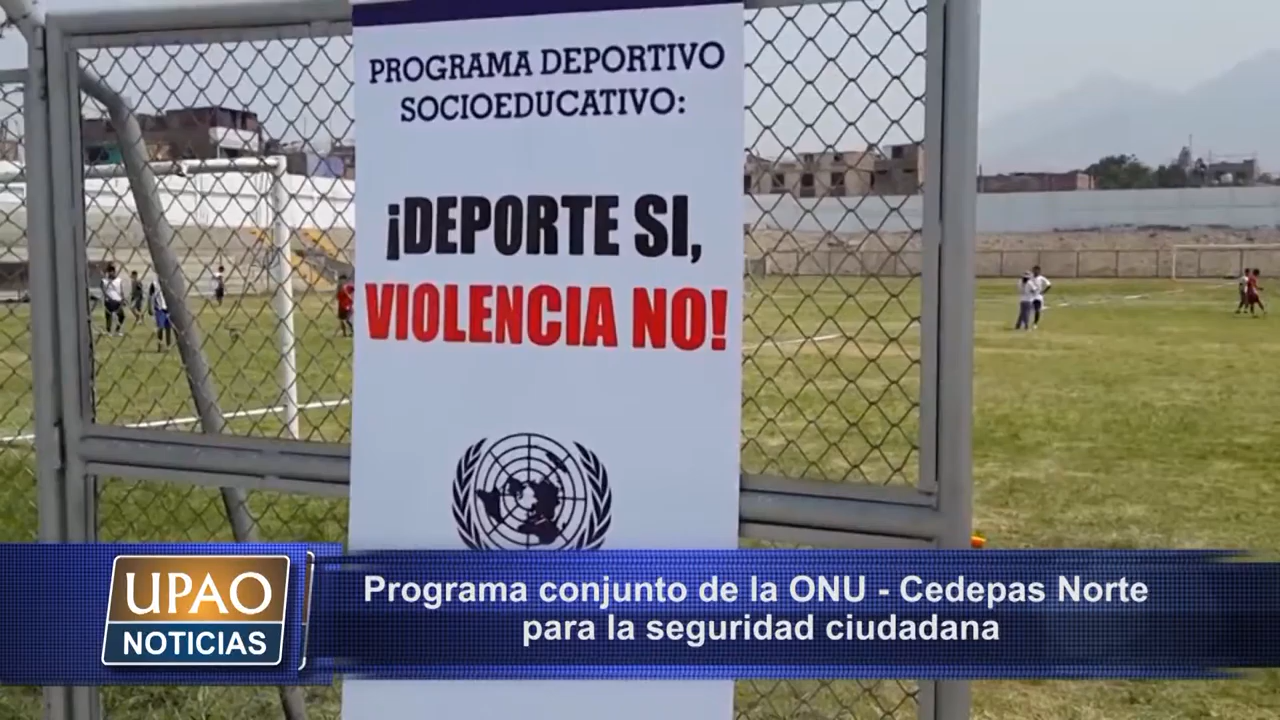 PROGRAMA DEPORTIVO
SOCIOEDUCATIVO:
¡DEPORTE SI,
VIOLENCIA NO!
UPAO
NOTICIAS
Programa conjunto de la ONU - Cedepas Norte
para la seguridad ciudadana